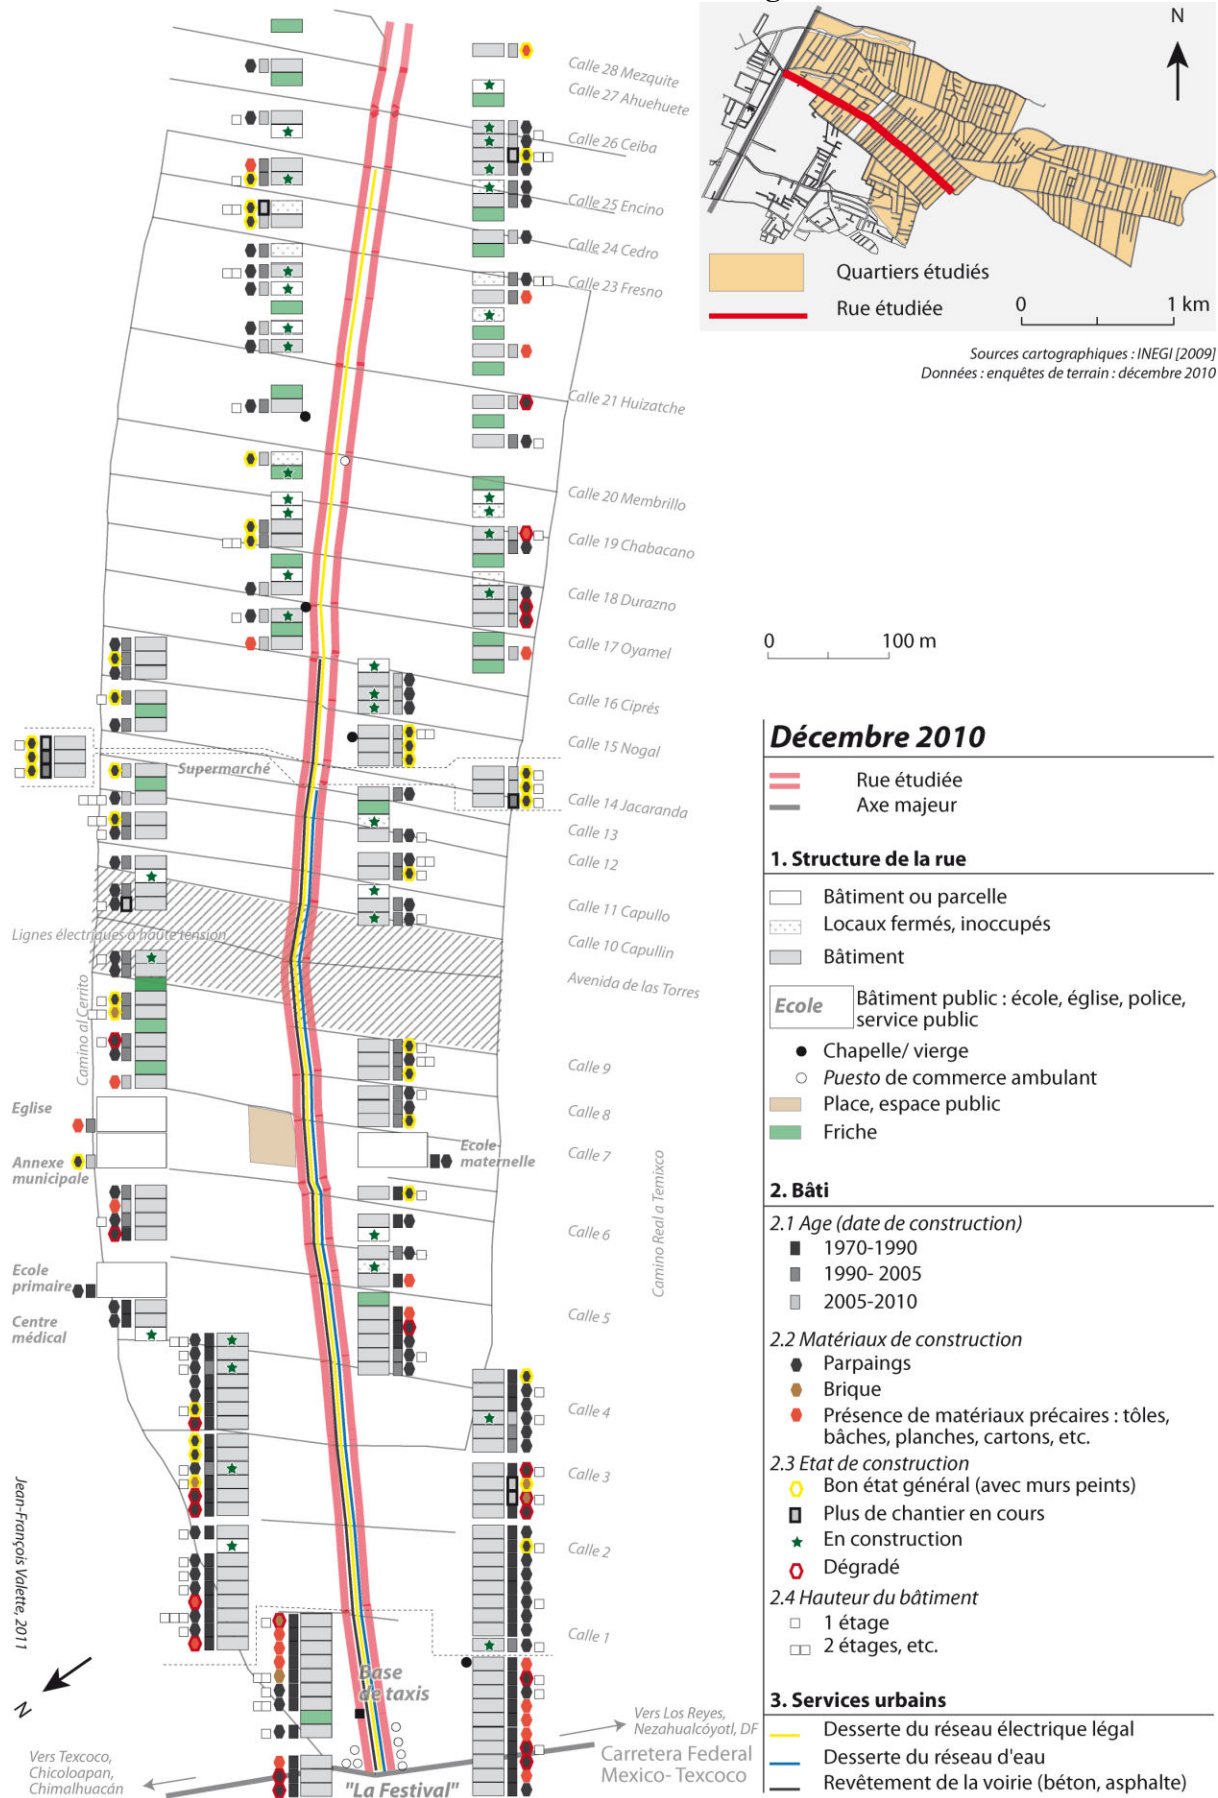 N
Quartiers étudiés
Rue étudiée
0 1 km
Sources cartographiques : INEGI [2009]
Données : enquêtes de terrain : décembre 2010
Calle 28 Mezquite
Calle 27 Ahuehuete
Calle 26 Ceiba
Calle 25 Encino
Calle 24 Cedro
Calle 23 Fresno
Calle 21 Huizatche
Calle 20 Membrillo
Calle 19 Chabacano
Calle 18 Durazno
Calle 17 Oyamel
Calle 16 Ciprés
Calle 15 Nogal
Supermarché
Calle 14 Jacaranda
Calle 13
Calle 12
Calle 11 Capullo
Lignes électriques à haute tension
Calle 10 Capullin
Avenida de las Torres
Camino al Cerrito
Calle 9
Eglise
Calle 8
Annexe
municipale
Ecole
maternelle
Calle 7
Camino Real a Temixco
Calle 6
Ecole
primaire
Centre
médical
Calle 5
Calle 4
Calle 3
Calle 2
Calle 1
Jean-François Valette, 2011
N
Base
de taxis
Vers Los Reyes,
Nezahualcóyotl, DF
Carretera Federal
Mexico- Texcoco
Vers Texcoco,
Chicoloapan,
Chimalhuacán
"La Festival"
0 100 m
Décembre 2010
Rue étudiée
Axe majeur
1. Structure de la rue
Bâtiment ou parcelle
Locaux fermés, inoccupés
Bâtiment
Ecole
Bâtiment public : école, église, police,
service public
Chapelle/ vierge
Puesto de commerce ambulant
Place, espace public
Friche
2. Bâti
2.1 Age (date de construction)
1970-1990
1990- 2005
2005-2010
2.2 Matériaux de construction
Parpaings
Brique
Présence de matériaux précaires : tôles,
bâches, planches, cartons, etc.
2.3 Etat de construction
Bon état général (avec murs peints)
Plus de chantier en cours
En construction
Dégradé
2.4 Hauteur du bâtiment
1 étage
2 étages, etc.
3. Services urbains
Desserte du réseau électrique légal
Desserte du réseau d'eau
Revêtement de la voirie (béton, asphalte)